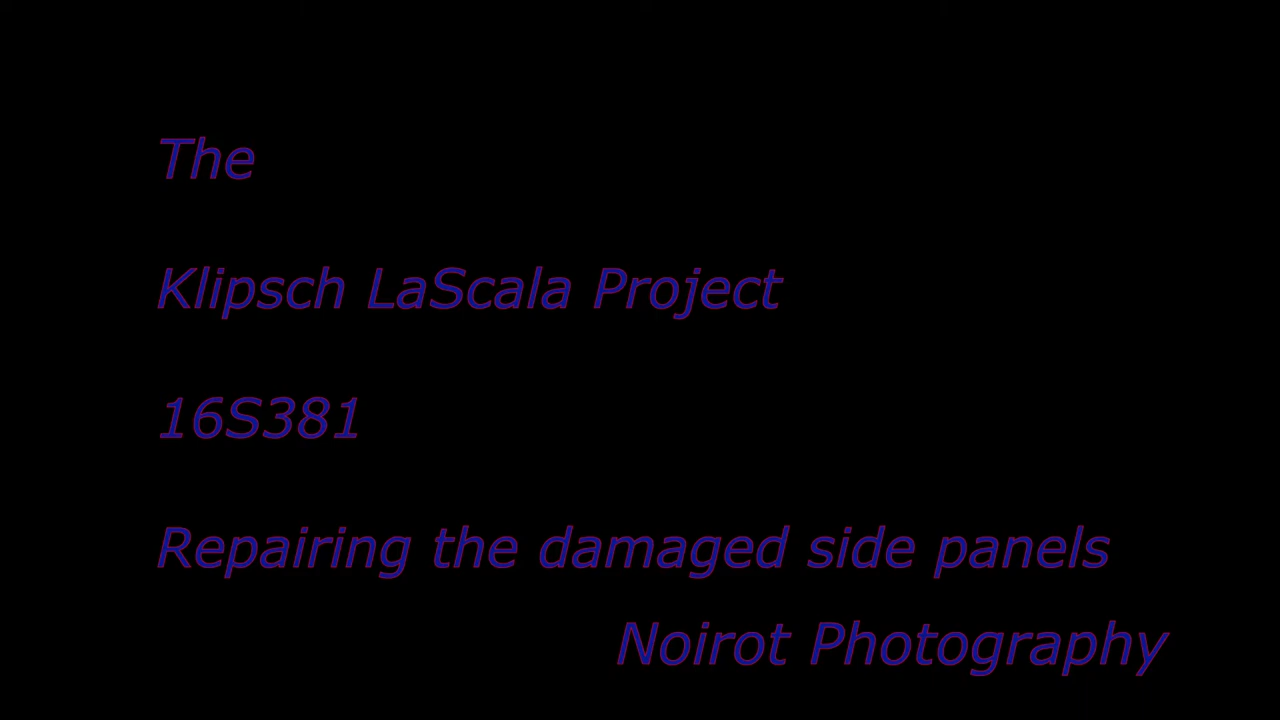 The
Klipsch LaScala Project
16S381
Repairing the damaged side panels
Noirot Photography